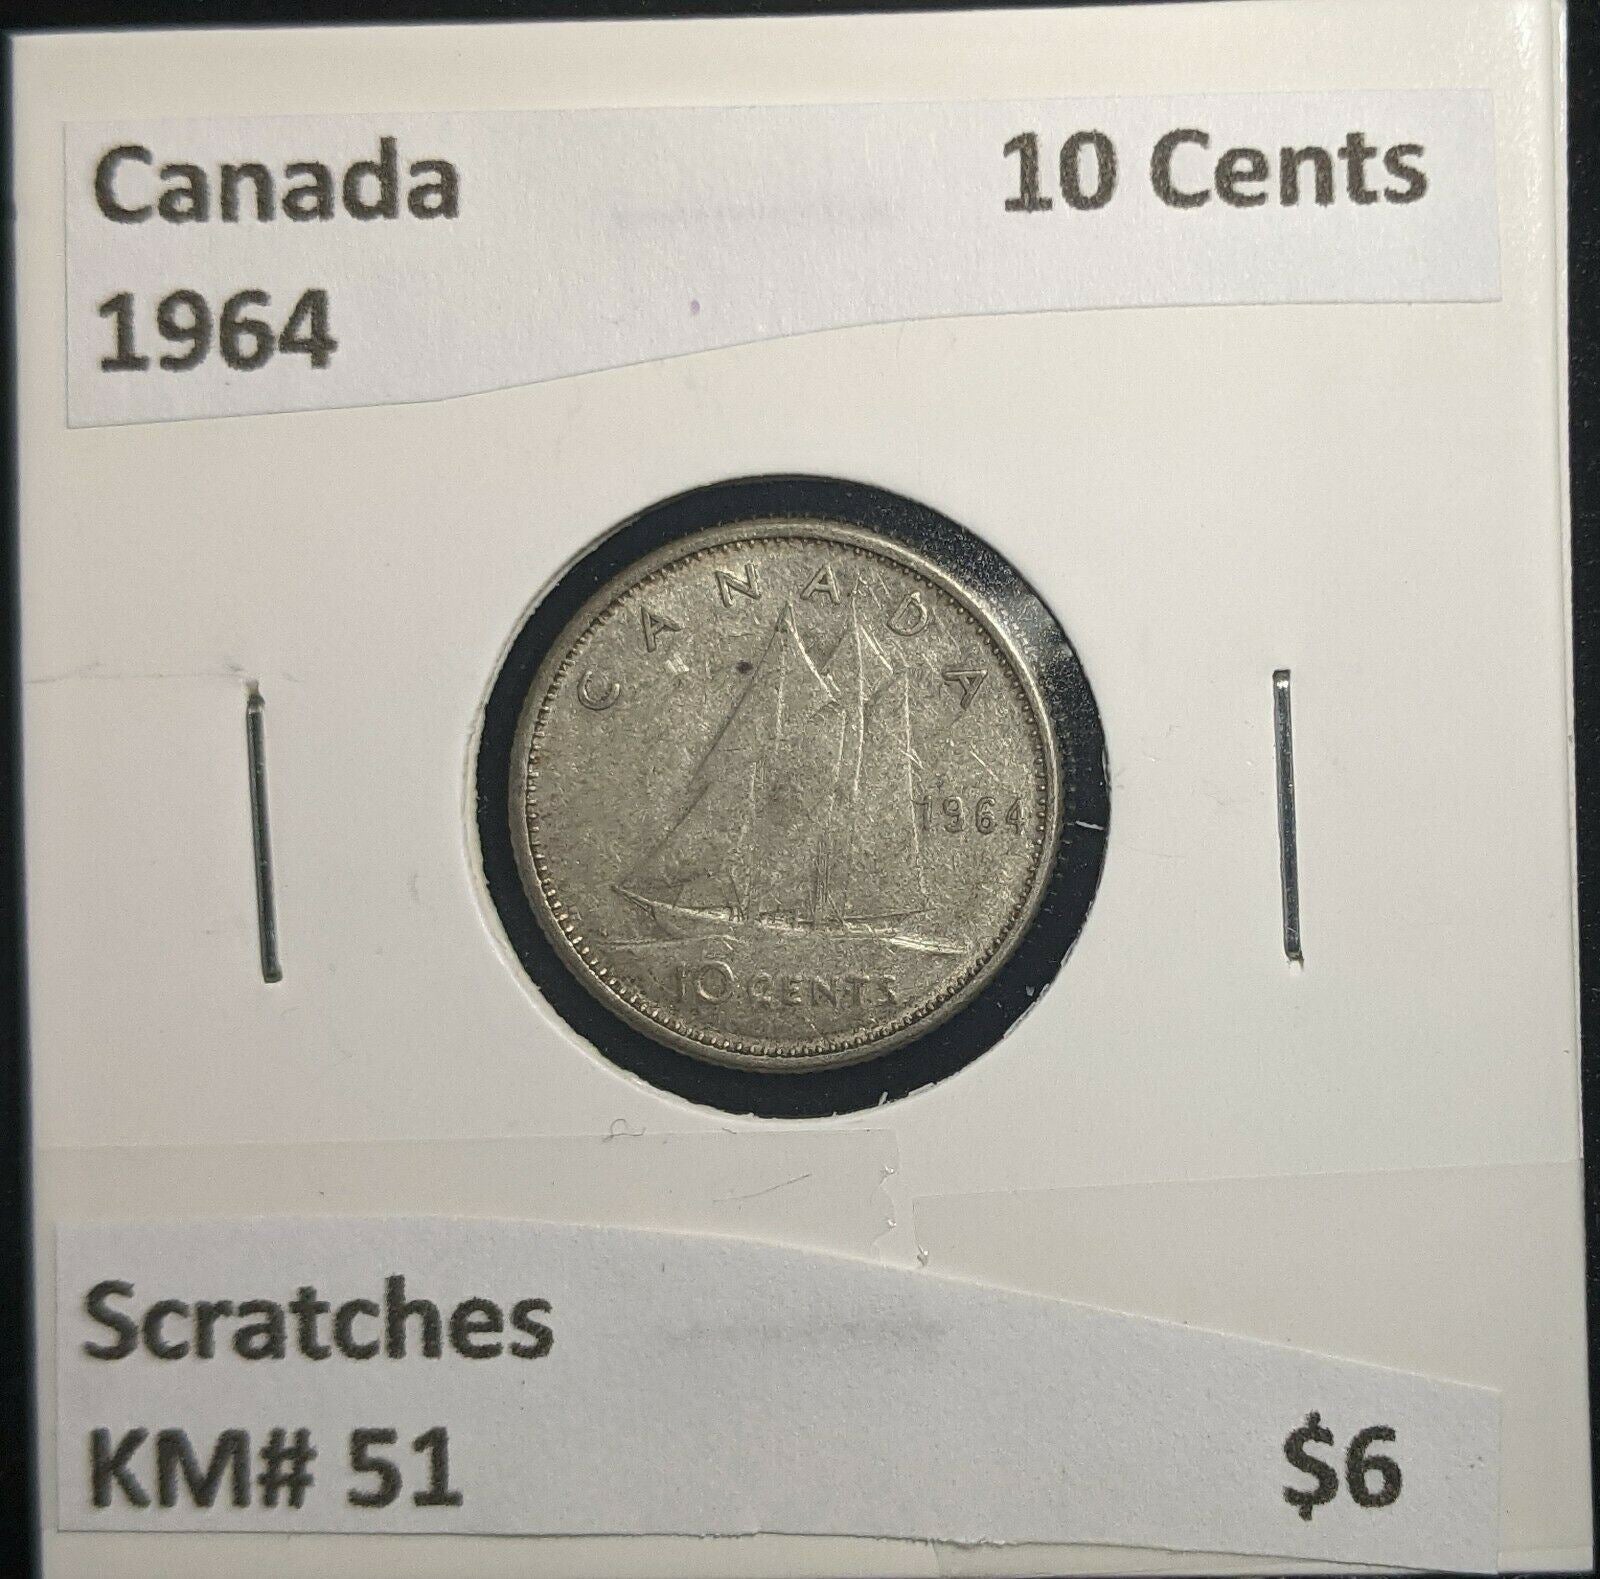 Canada 10 Cents
1964
CANADA
1964
10 CENTS
Scratches
KM# 51 $6